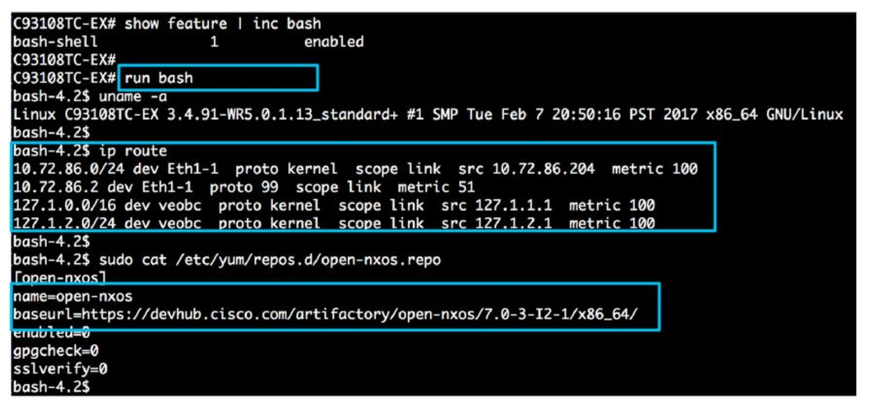 C93108TC-EX# show feature | inc bash
bash-shell 1 enabled
C93108TC-EX#
C93108TC-EX# run bash
bash-4.2$ uname -a
Linux C93108TC-EX 3.4.91-WR5.0.1.13_standard+ #1 SMP Tue Feb 7 20:50:16 PST 2017 x86_64 GNU/Linux
bash-4.2$
bash-4.2$ ip route
10.72.86.0/24 dev Eth1-1 proto kernel scope link src 10.72.86.204 metric 100
10.72.86.2 dev Eth1-1 proto 99 scope link metric 51
127.1.0.0/16 dev veobc proto kernel scope link src 127.1.1.1 metric 100
127.1.2.0/24 dev veobc proto kernel scope link src 127.1.2.1 metric 100
bash-4.2$
bash-4.2$ sudo cat /etc/yum/repos.d/open-nxos.repo
[open-nxos]
name=open-nxos
baseurl=https://devhub.cisco.com/artifactory/open-nxos/7.0-3-I2-1/x86_64/
enabled=0
gpgcheck=0
sslverify=0
bash-4.2$